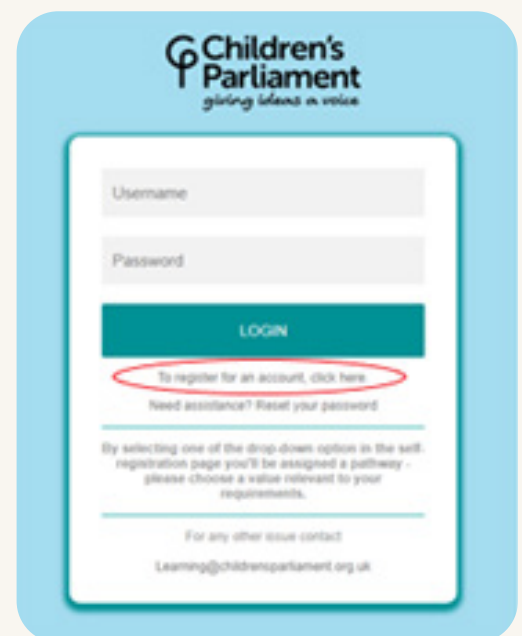 Children's
Parliament
giving ideas a voice
Username
Password
LOGIN
To register for an account, click here
Need assistance? Reset your password
By selecting one of the drop-down option in the self-
registration page you'll be assigned a pathway -
please choose a value relevant to your
requirements.
For any other issue contact
Learning@childrensparliament.org.uk